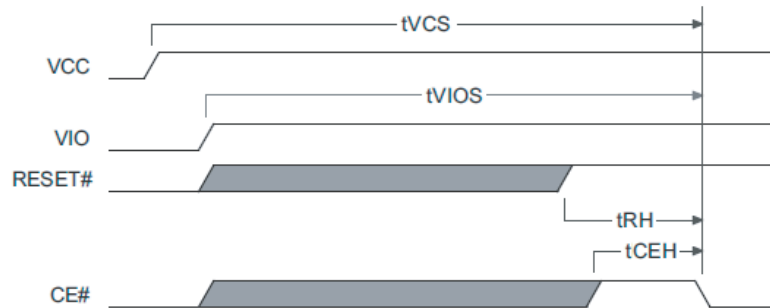 tVCS
VCC
tVIOS
VIO
RESET#
tRH
tCEH
CE#